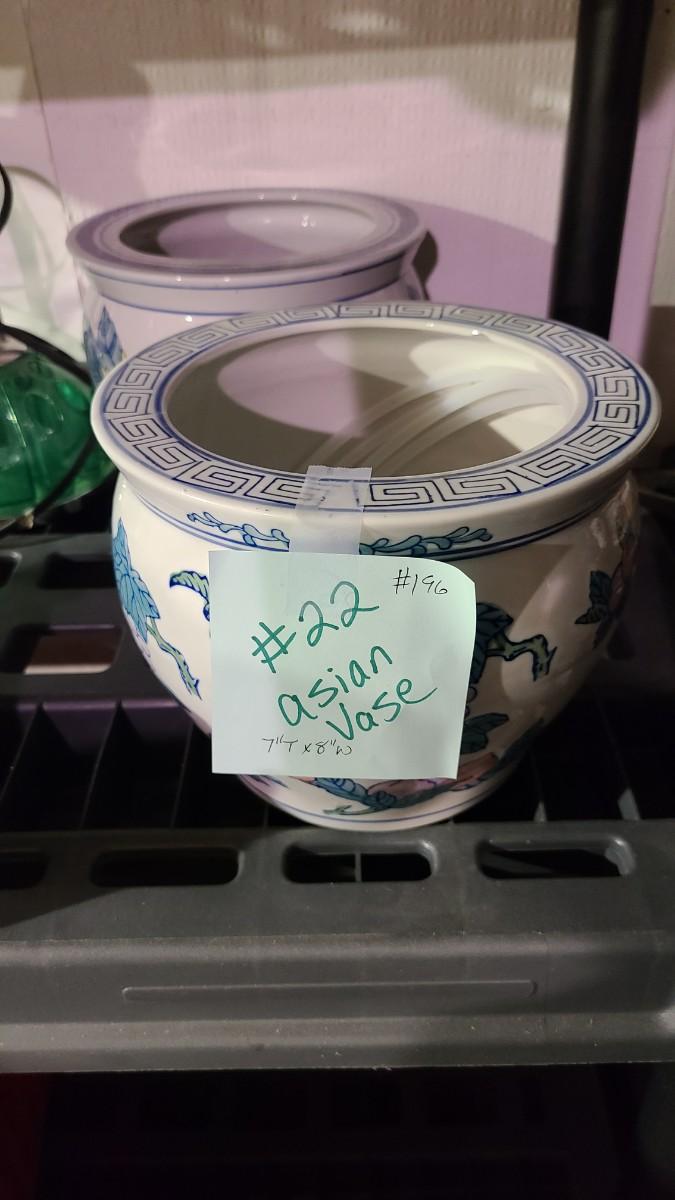 #196
#22
asian
Vase
7"T x 8"W